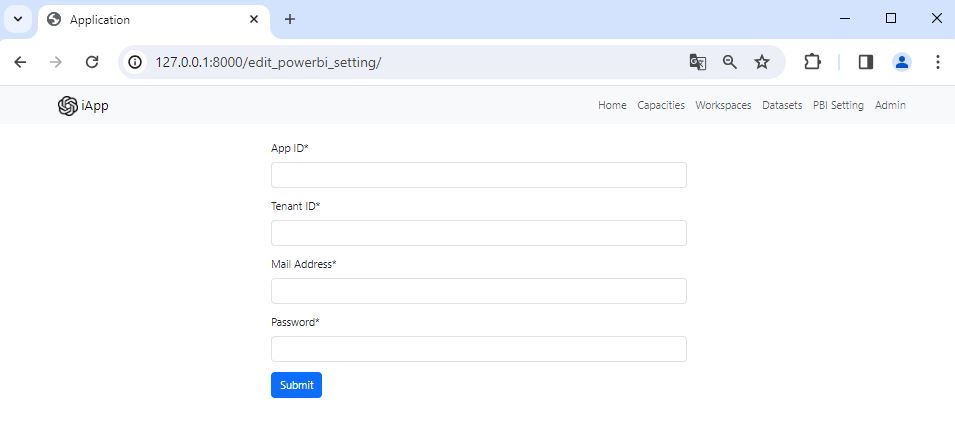 Application
127.0.0.1:8000/edit_powerbi_setting/
iApp Home Capacities Workspaces Datasets PBI Setting Admin
App ID*
Tenant ID*
Mail Address*
Password*
Submit